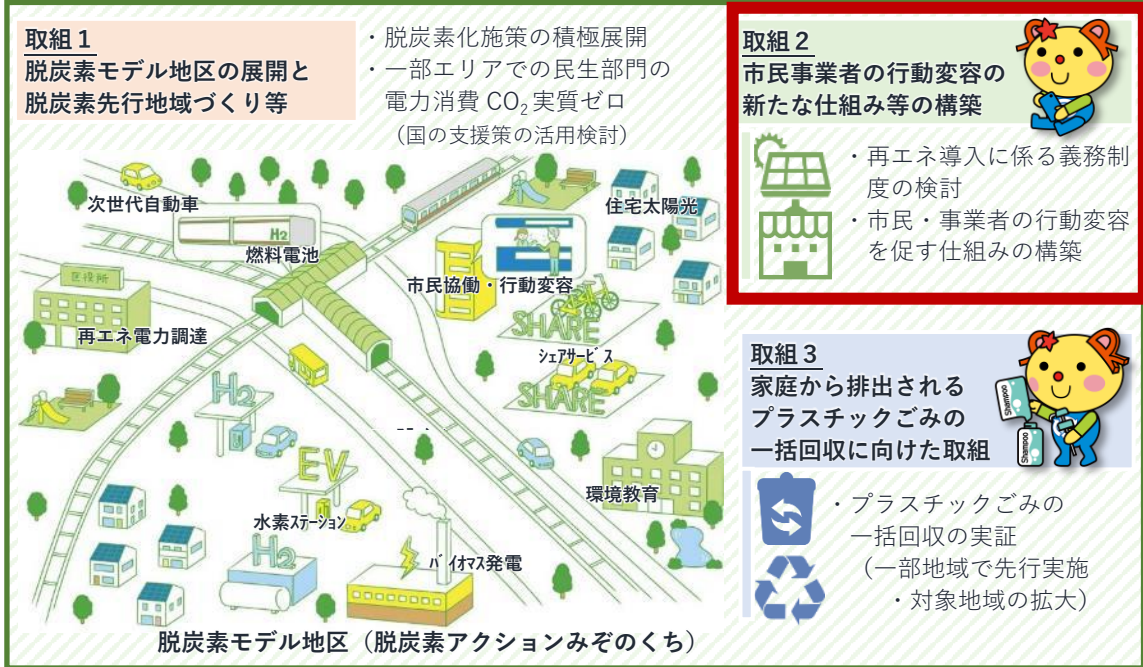 取組1
脱炭素モデル地区の展開と
脱炭素先行地域づくり等
・脱炭素化施策の積極展開
・一部エリアでの民生部門の
電力消費 CO₂ 実質ゼロ
(国の支援策の活用検討)
次世代自動車
H2
燃料電池
住宅太陽光
市民協働・行動変容
区役所
再エネ電力調達
SHARE
シェアサービス
SHARE
H2
EV
環境教育
水素ステーション
H2
バイオマス発電
脱炭素モデル地区(脱炭素アクションみぞのくち)
取組2
市民事業者の行動変容の
新たな仕組み等の構築
・再エネ導入に係る義務制
度の検討
・市民・事業者の行動変容
を促す仕組みの構築
取組3
家庭から排出される
プラスチックごみの
一括回収に向けた取組
Shampoo
Shampoo
・プラスチックごみの
一括回収の実証
(一部地域で先行実施
・対象地域の拡大)